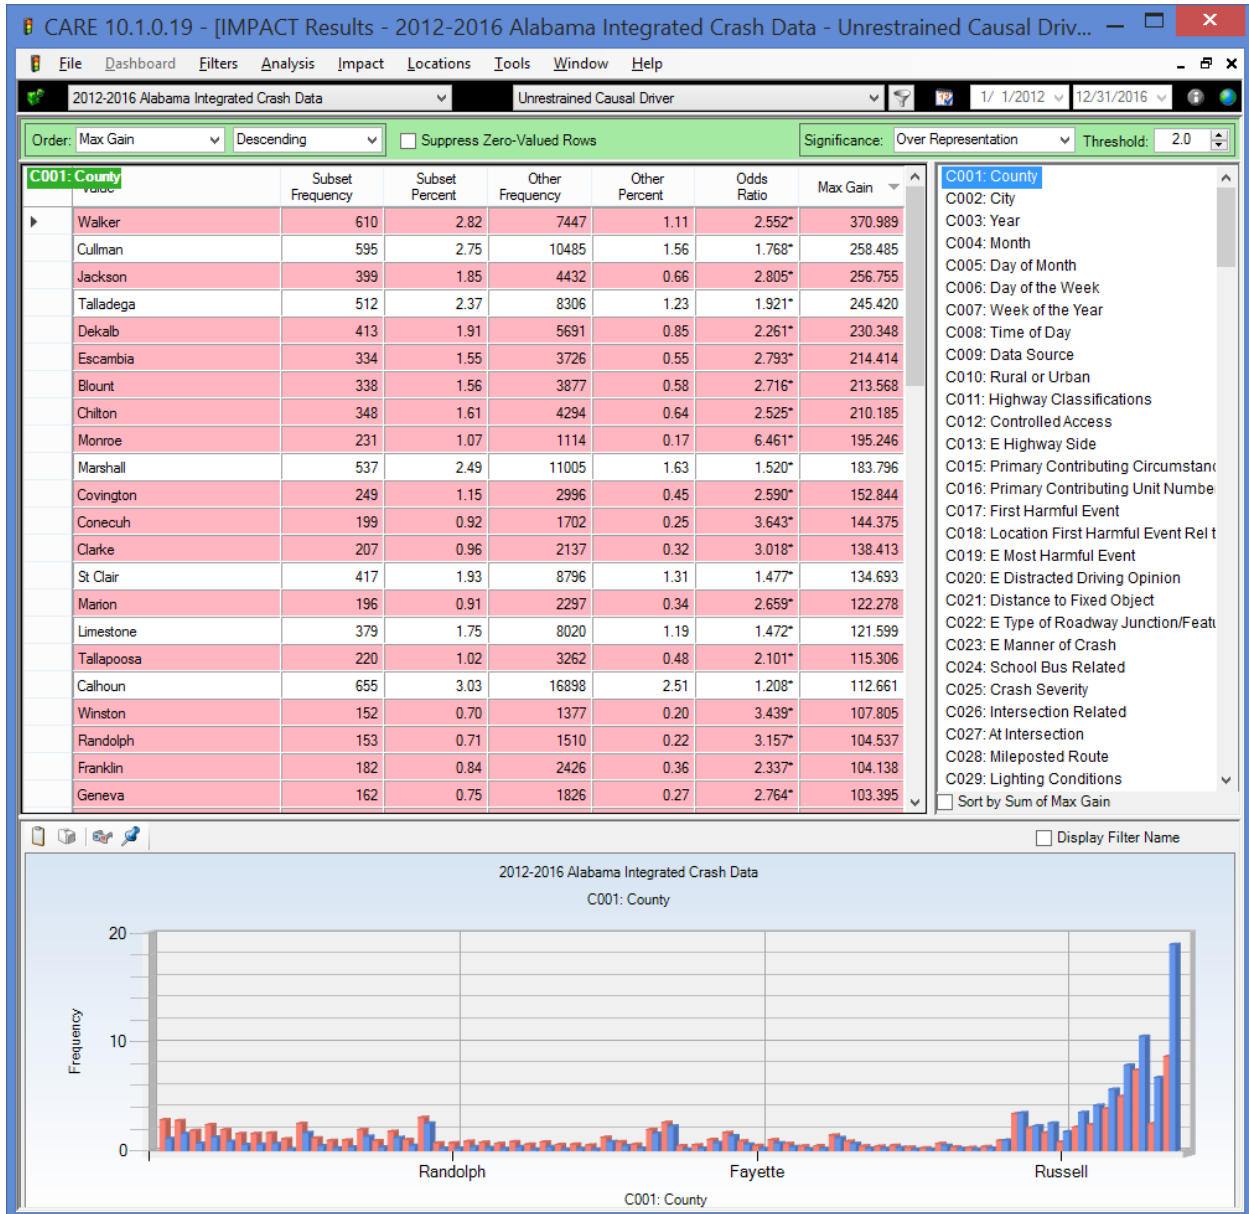 CARE 10.1.0.19 - [IMPACT Results - 2012-2016 Alabama Integrated Crash Data - Unrestrained Causal Driv...
File Dashboard Filters Analysis Impact Locations Tools Window Help
2012-2016 Alabama Integrated Crash Data Unrestrained Causal Driver 1/ 1/2012 12/31/2016
Order: Max Gain Descending Suppress Zero-Valued Rows Significance: Over Representation Threshold: 2.0
C001: County Subset Frequency Subset Percent Other Frequency Other Percent Odds Ratio Max Gain
Walker 610 2.82 7447 1.11 2.552* 370.989
Cullman 595 2.75 10485 1.56 1.768* 258.485
Jackson 399 1.85 4432 0.66 2.805* 256.755
Talladega 512 2.37 8306 1.23 1.921* 245.420
Dekalb 413 1.91 5691 0.85 2.261* 230.348
Escambia 334 1.55 3726 0.55 2.793* 214.414
Blount 338 1.56 3877 0.58 2.716* 213.568
Chilton 348 1.61 4294 0.64 2.525* 210.185
Monroe 231 1.07 1114 0.17 6.461* 195.246
Marshall 537 2.49 11005 1.63 1.520* 183.796
Covington 249 1.15 2996 0.45 2.590* 152.844
Conecuh 199 0.92 1702 0.25 3.643* 144.375
Clarke 207 0.96 2137 0.32 3.018* 138.413
St Clair 417 1.93 8796 1.31 1.477* 134.693
Marion 196 0.91 2297 0.34 2.659* 122.278
Limestone 379 1.75 8020 1.19 1.472* 121.599
Tallapoosa 220 1.02 3262 0.48 2.101* 115.306
Calhoun 655 3.03 16898 2.51 1.208* 112.661
Winston 152 0.70 1377 0.20 3.439* 107.805
Randolph 153 0.71 1510 0.22 3.157* 104.537
Franklin 182 0.84 2426 0.36 2.337* 104.138
Geneva 162 0.75 1826 0.27 2.764* 103.395
C001: County
C002: City
C003: Year
C004: Month
C005: Day of Month
C006: Day of the Week
C007: Week of the Year
C008: Time of Day
C009: Data Source
C010: Rural or Urban
C011: Highway Classifications
C012: Controlled Access
C013: E Highway Side
C015: Primary Contributing Circumstanc
C016: Primary Contributing Unit Number
C017: First Harmful Event
C018: Location First Harmful Event Rel t
C019: E Most Harmful Event
C020: E Distracted Driving Opinion
C021: Distance to Fixed Object
C022: E Type of Roadway Junction/Featu
C023: E Manner of Crash
C024: School Bus Related
C025: Crash Severity
C026: Intersection Related
C027: At Intersection
C028: Mileposted Route
C029: Lighting Conditions
Sort by Sum of Max Gain
Display Filter Name
2012-2016 Alabama Integrated Crash Data
C001: County
20
10
0
Frequency
Randolph Fayette Russell
C001: County